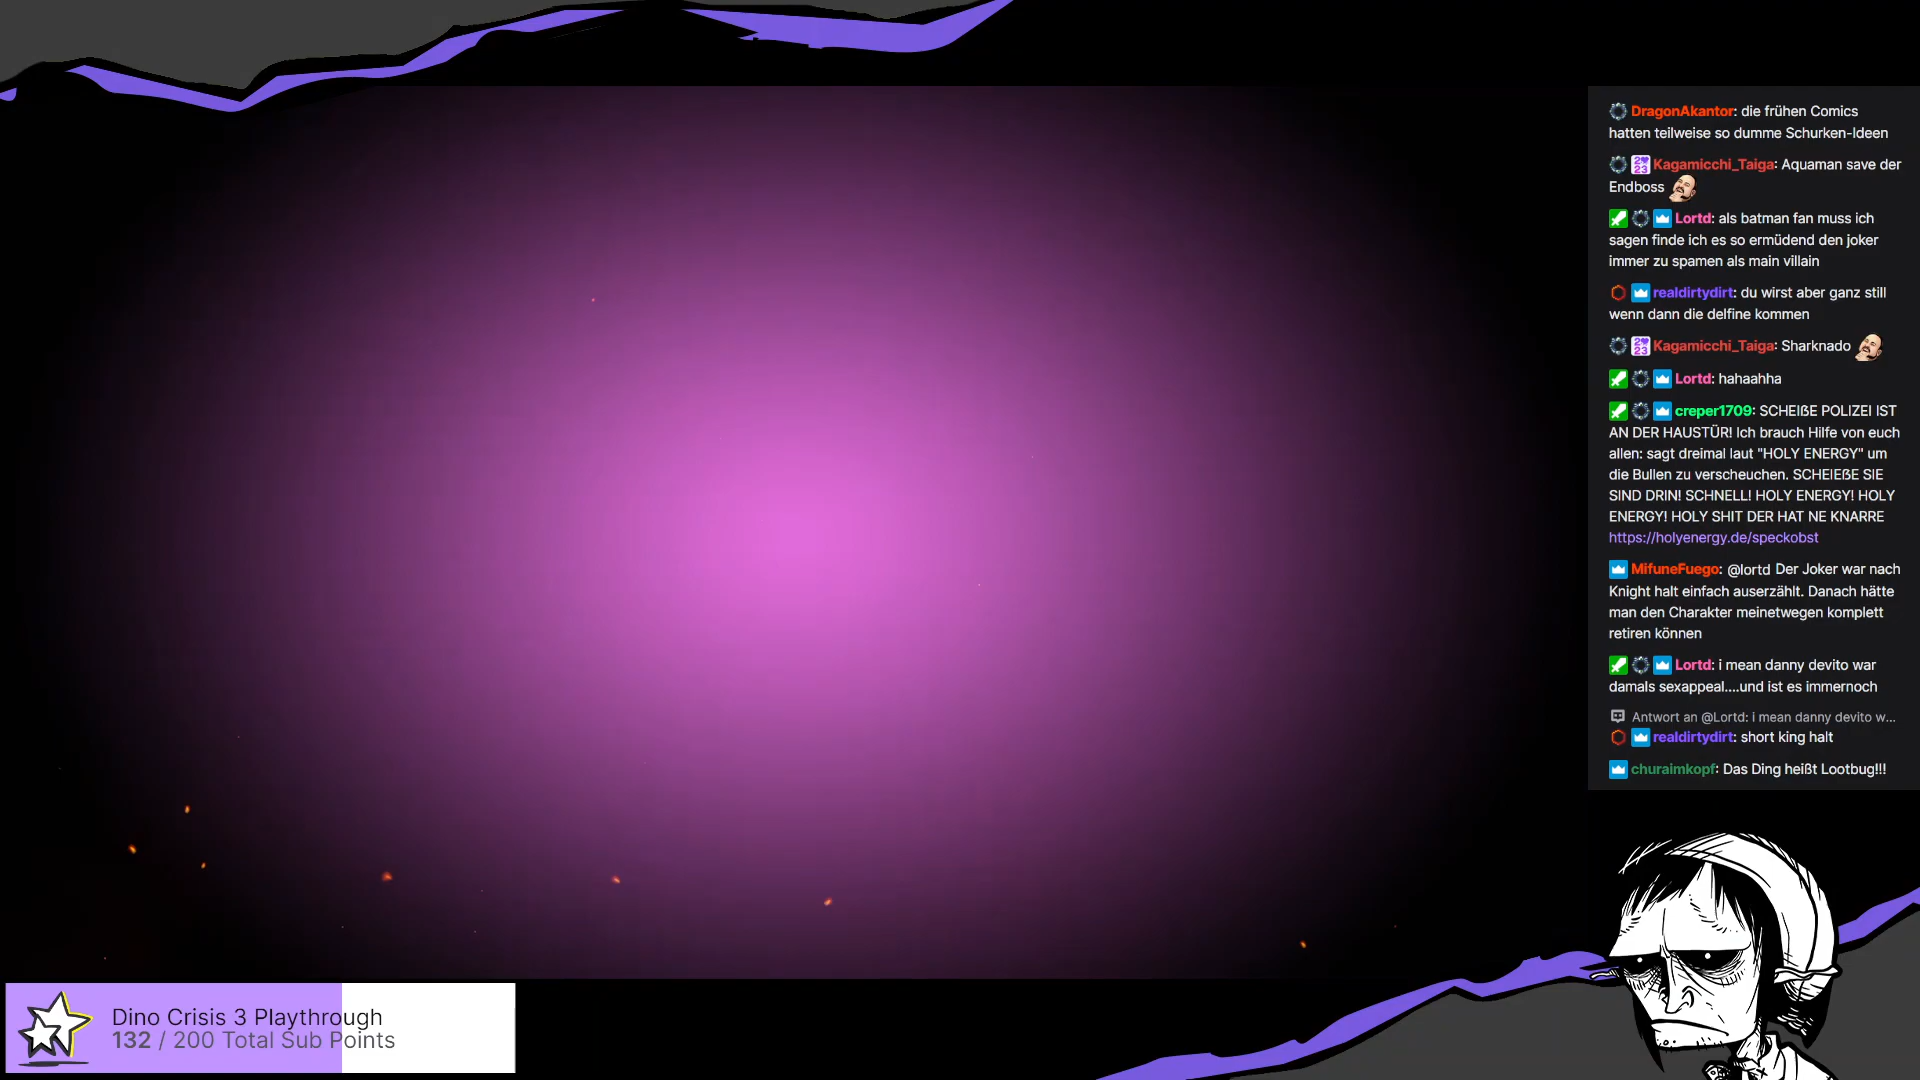 DragonAkantor: die frühen Comics
hatten teilweise so dumme Schurken-Ideen
2 23 Kagamicchi_Taiga: Aquaman save der
Endboss
Lortd: als batman fan muss ich
sagen finde ich es so ermüdend den joker
immer zu spamen als main villain
realdirtydirt: du wirst aber ganz still
wenn dann die delfine kommen
2 23 Kagamicchi_Taiga: Sharknado
Lortd: hahaahha
creper1709: SCHEIßE POLIZEI IST
AN DER HAUSTÜR! Ich brauch Hilfe von euch
allen: sagt dreimal laut "HOLY ENERGY" um
die Bullen zu verscheuchen. SCHEIEßE SIE
SIND DRIN! SCHNELL! HOLY ENERGY! HOLY
ENERGY! HOLY SHIT DER HAT NE KNARRE
https://holyenergy.de/speckobst
MifuneFuego: @lortd Der Joker war nach
Knight halt einfach auserzählt. Danach hätte
man den Charakter meinetwegen komplett
retiren können
Lortd: i mean danny devito war
damals sexappeal....und ist es immernoch
Antwort an @Lortd: i mean danny devito w...
realdirtydirt: short king halt
churaimkopf: Das Ding heißt Lootbug!!!
Dino Crisis 3 Playthrough
132 / 200 Total Sub Points